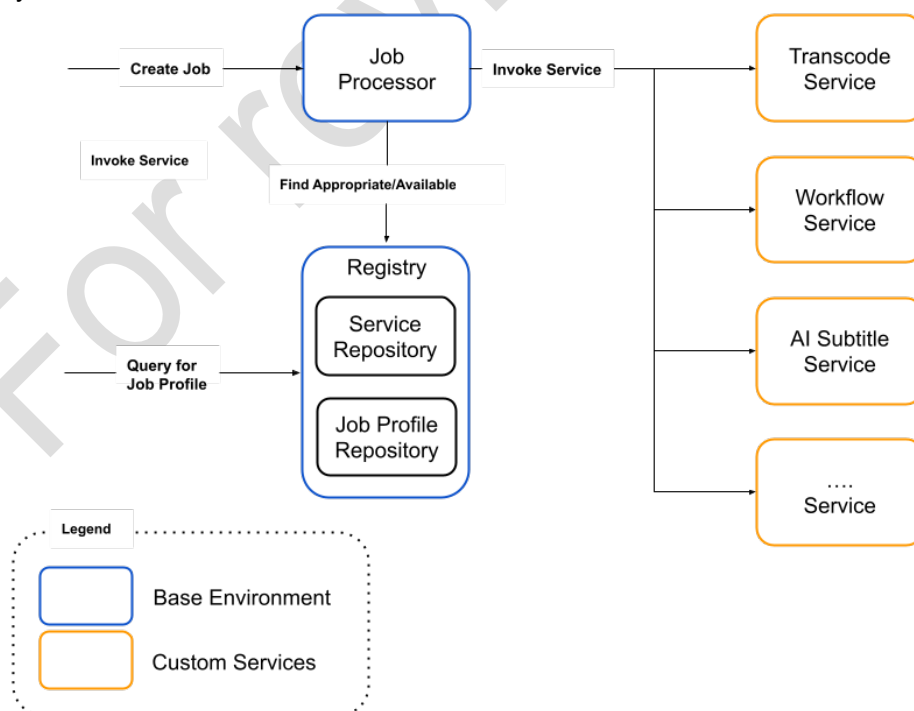 Create Job
Job
Processor
Invoke Service
Transcode
Service
Invoke Service
Find Appropriate/Available
Workflow
Service
Registry
Service
Repository
AI Subtitle
Service
Query for
Job Profile
Job Profile
Repository
....
Service
Legend
Base Environment
Custom Services
For